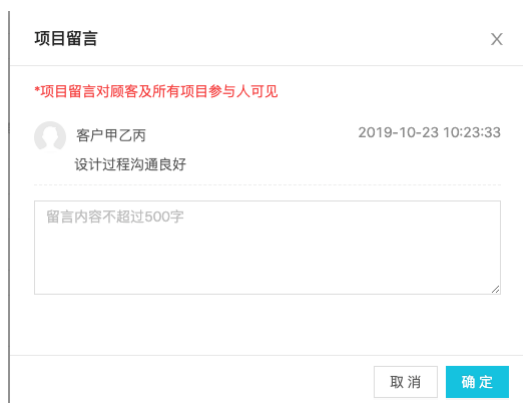 项目留言
*项目留言对顾客及所有项目参与人可见
客户甲乙丙 2019-10-23 10:23:33
设计过程沟通良好
留言内容不超过500字
取 消 确 定